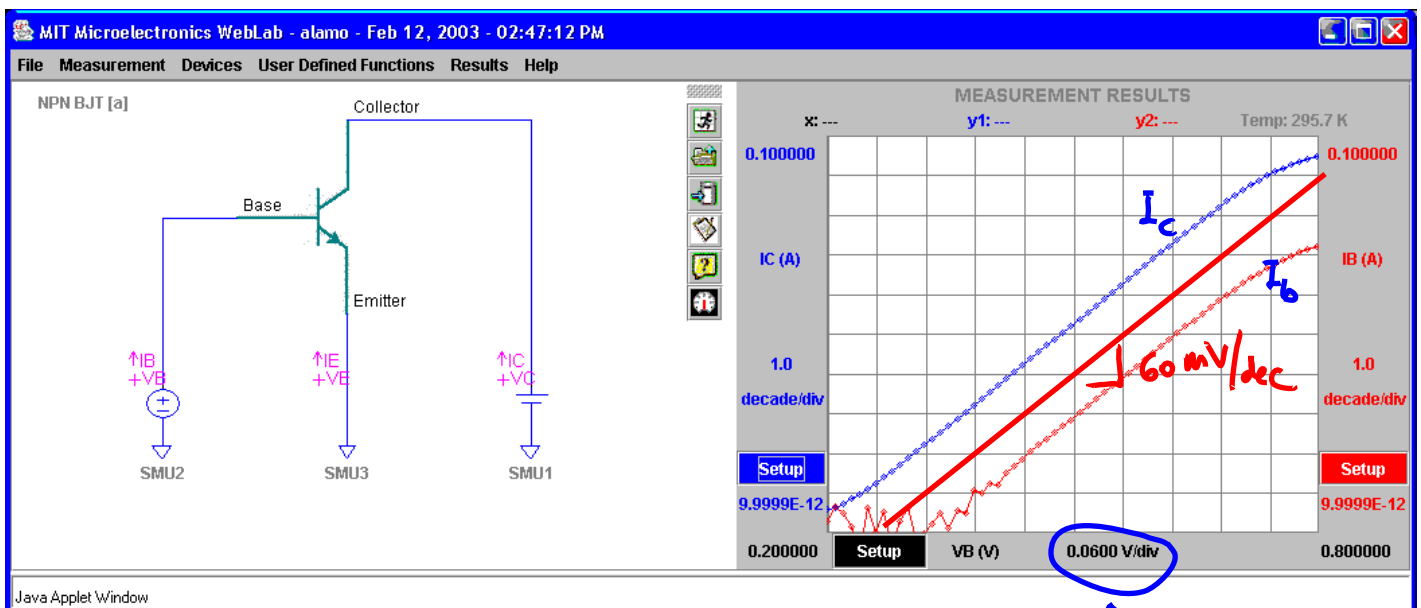 MIT Microelectronics WebLab - alamo - Feb 12, 2003 - 02:47:12 PM
File Measurement Devices User Defined Functions Results Help
NPN BJT [a]
Collector
Base
Emitter
↑IB
+VB
↑IE
+VE
↑IC
+VC
SMU2
SMU3
SMU1
MEASUREMENT RESULTS
x: ---
y1: ---
y2: ---
Temp: 295.7 K
0.100000
0.100000
Ic
IC (A)
IB (A)
Ib
1.0
decade/div
60 mV/dec
1.0
decade/div
Setup
Setup
9.9999E-12
9.9999E-12
0.200000
Setup
VB (V)
0.0600 V/div
0.800000
Java Applet Window